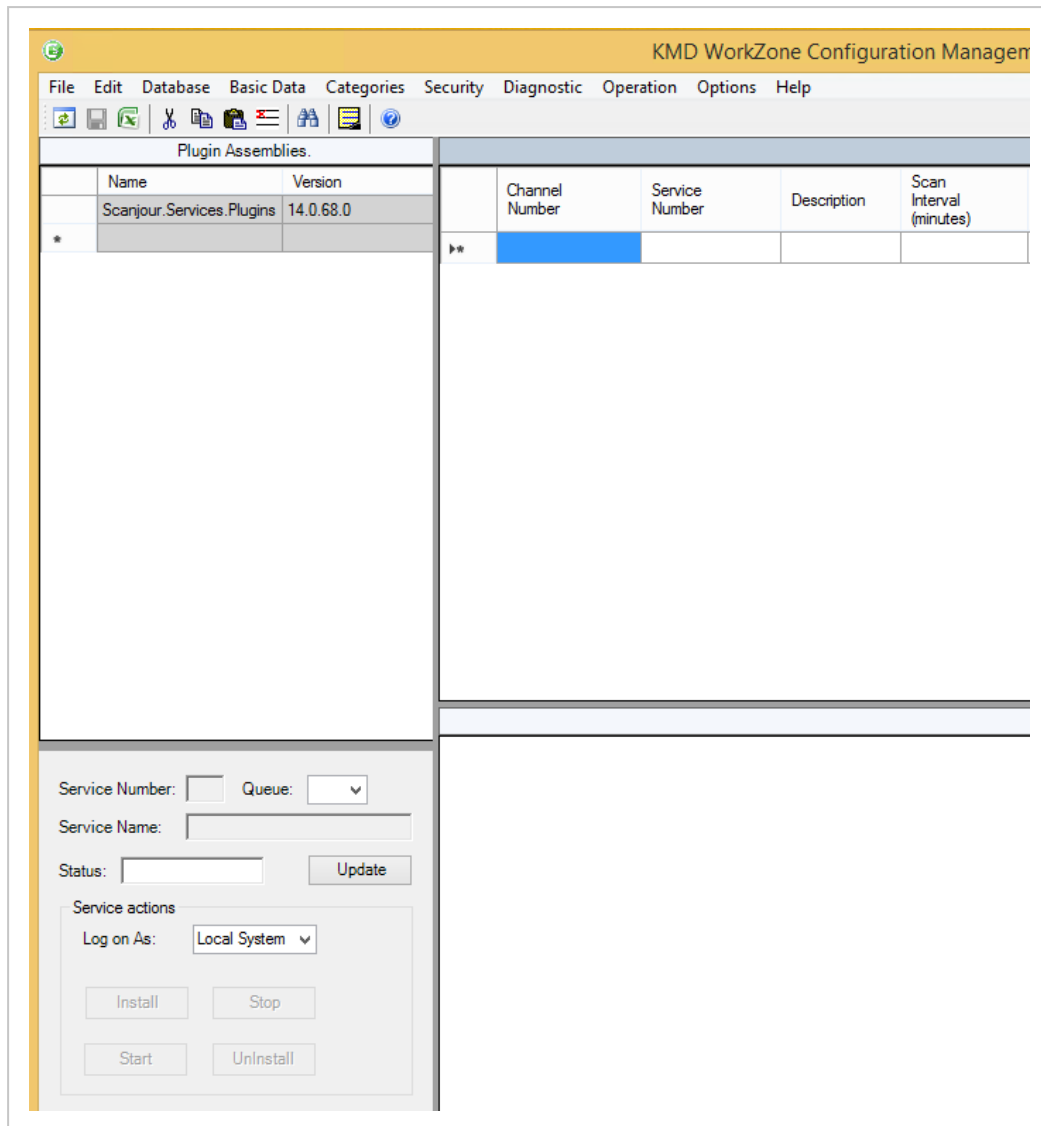 KMD WorkZone Configuration Managem
File Edit Database Basic Data Categories Security Diagnostic Operation Options Help
Plugin Assemblies.
Name Version
Scanjour.Services.Plugins 14.0.68.0
*
Channel Number Service Number Description Scan Interval (minutes)
Service Number: Queue:
Service Name:
Status: Update
Service actions
Log on As: Local System
Install Stop
Start UnInstall